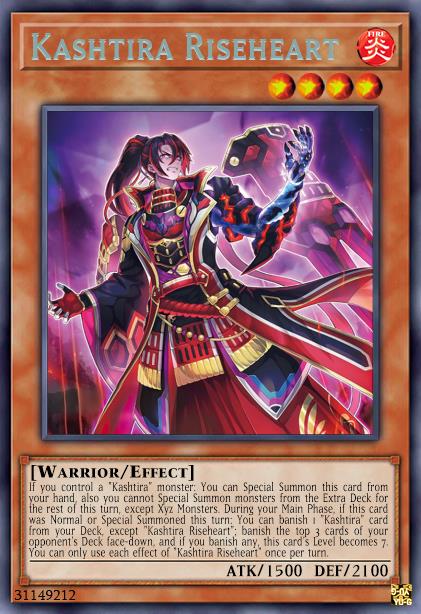 KASHTIRA RISEHEART
FIRE
炎
[WARRIOR/EFFECT]
If you control a "Kashtira" monster: You can Special Summon this card from
your hand, also you cannot Special Summon monsters from the Extra Deck for
the rest of this turn, except Xyz Monsters. During your Main Phase, if this card
was Normal or Special Summoned this turn: You can banish 1 "Kashtira" card
from your Deck, except "Kashtira Riseheart"; banish the top 3 cards of your
opponent's Deck face-down, and if you banish any, this card's Level becomes 7.
You can only use each effect of "Kashtira Riseheart" once per turn.
ATK/1500 DEF/2100
31149212